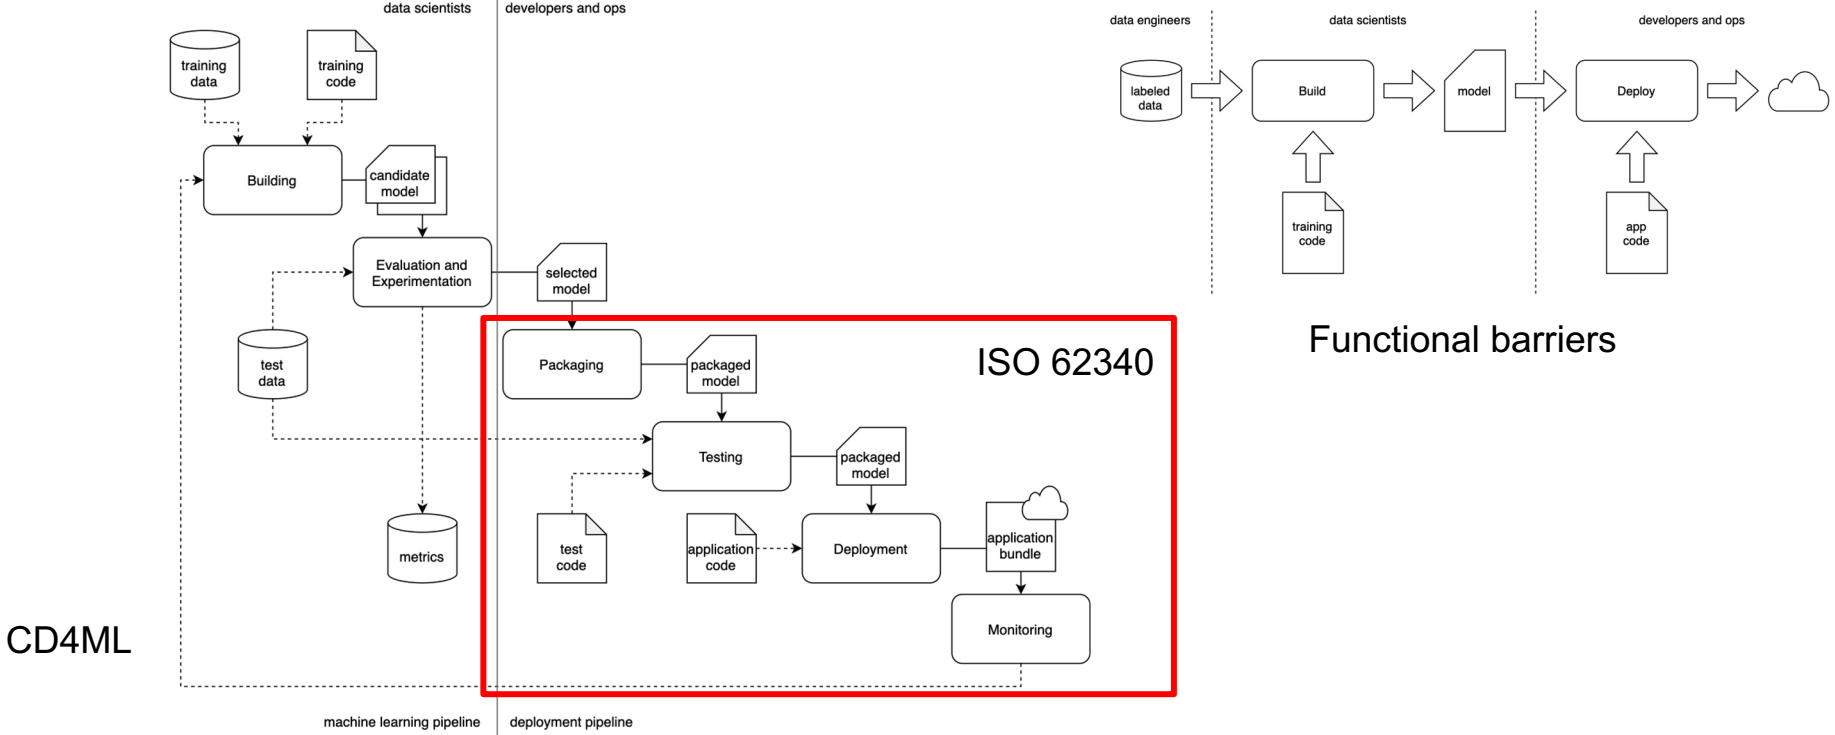 data scientists
developers and ops
training
data
training
code
Building
candidate
model
Evaluation and
Experimentation
selected
model
test
data
Packaging
packaged
model
ISO 62340
Testing
packaged
model
metrics
test
code
application
code
Deployment
application
bundle
Monitoring
CD4ML
machine learning pipeline
deployment pipeline
data engineers
data scientists
developers and ops
labeled
data
Build
model
Deploy
training
code
app
code
Functional barriers